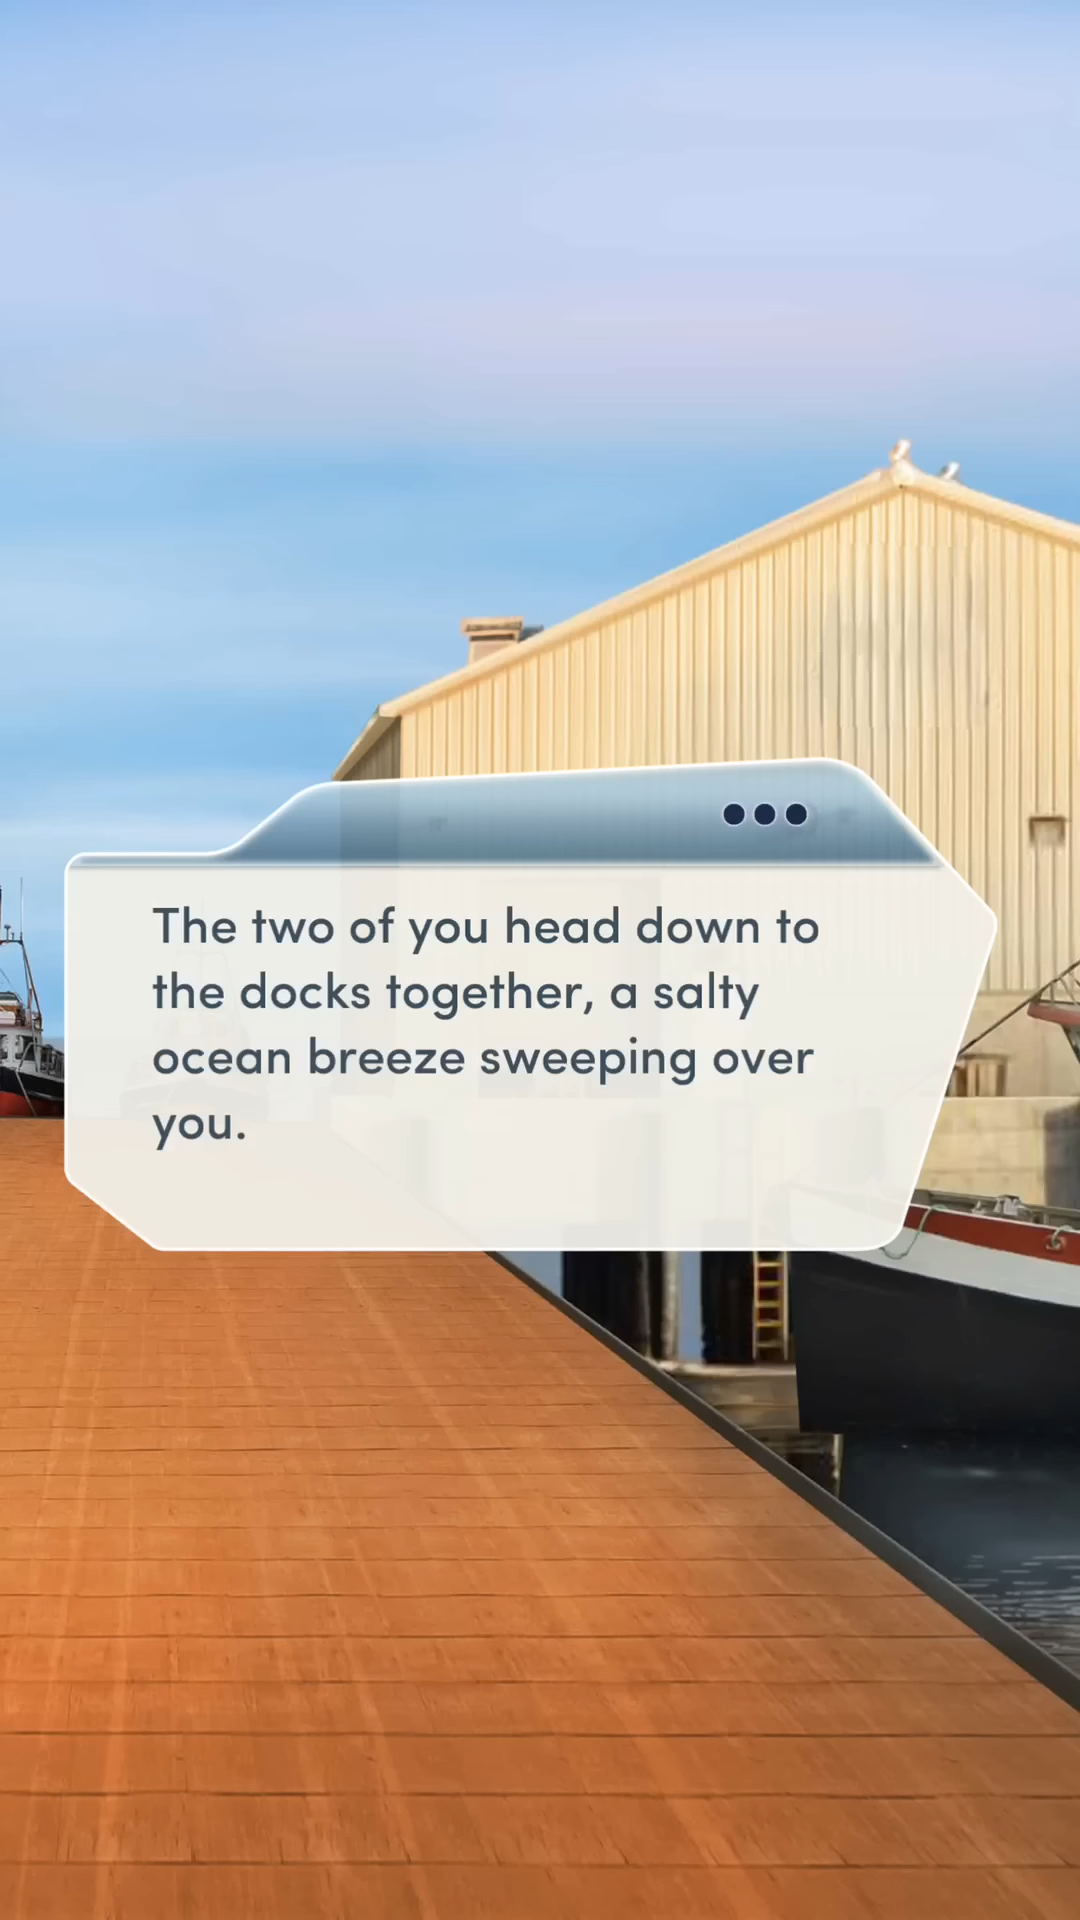 The two of you head down to
the docks together, a salty
ocean breeze sweeping over
you.